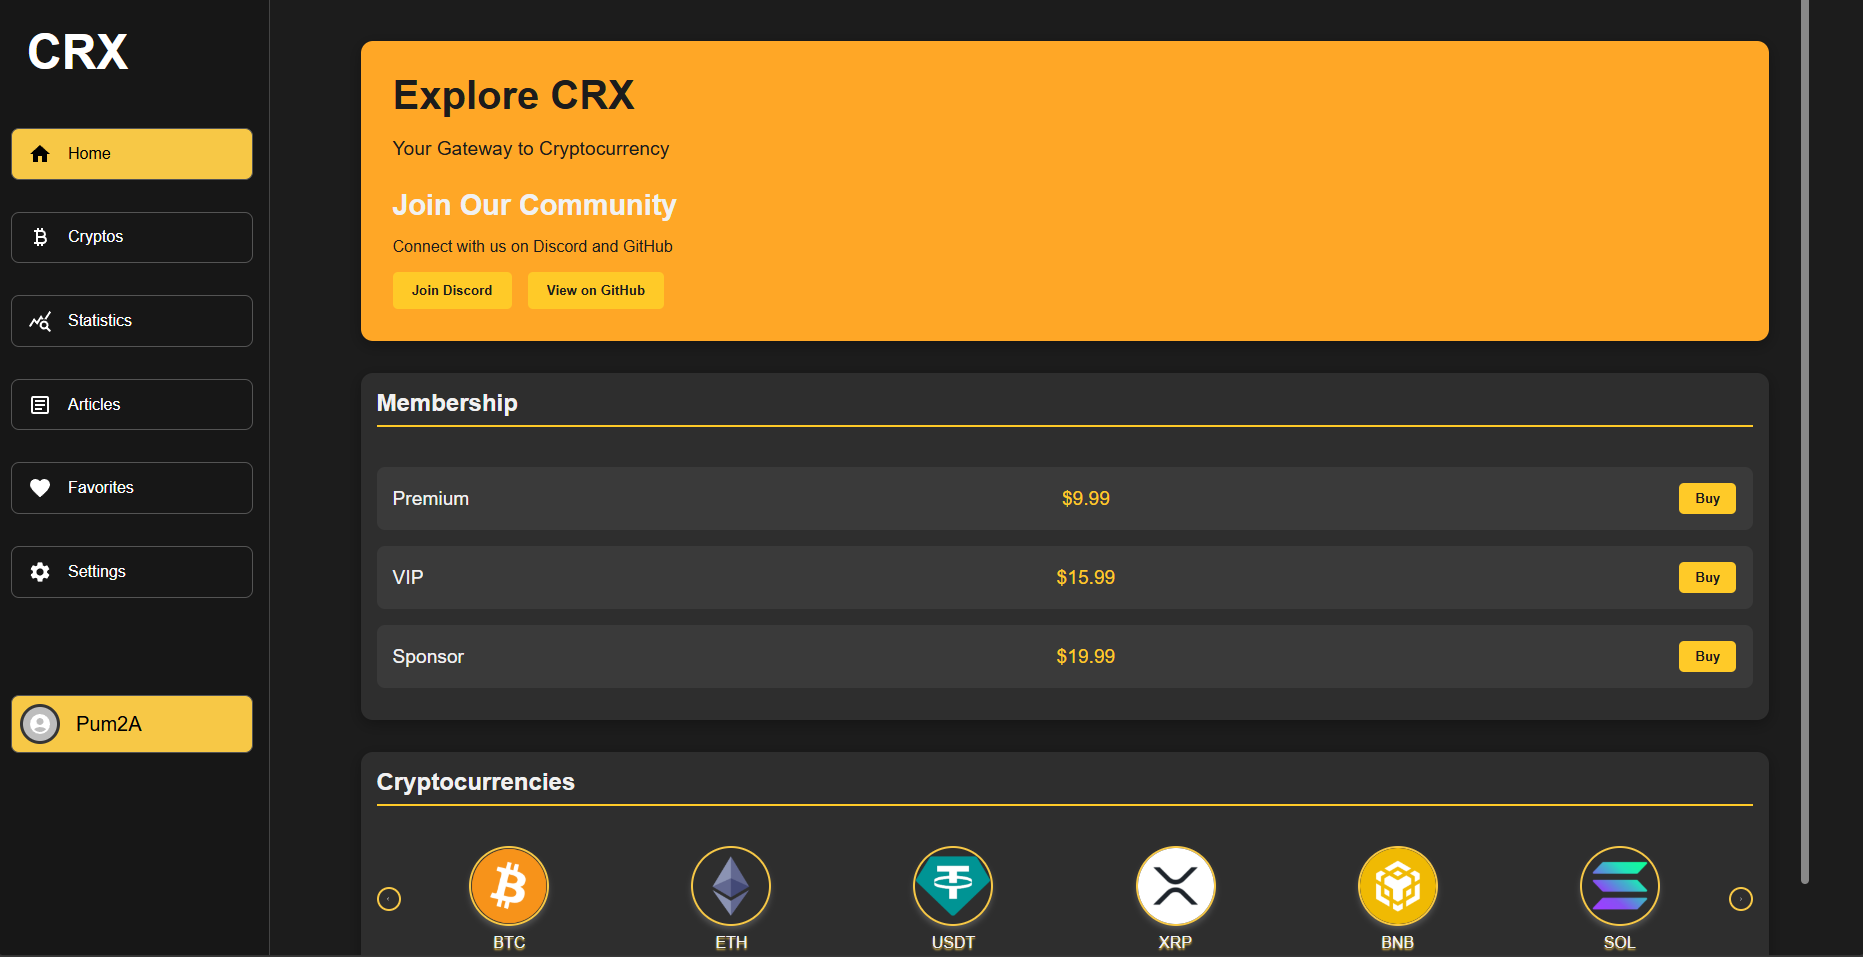 CRX
Home
Cryptos
Statistics
Articles
Favorites
Settings
Pum2A
Explore CRX
Your Gateway to Cryptocurrency
Join Our Community
Connect with us on Discord and GitHub
Join Discord
View on GitHub
Membership
Premium
$9.99
Buy
VIP
$15.99
Buy
Sponsor
$19.99
Buy
Cryptocurrencies
BTC
ETH
USDT
XRP
BNB
SOL